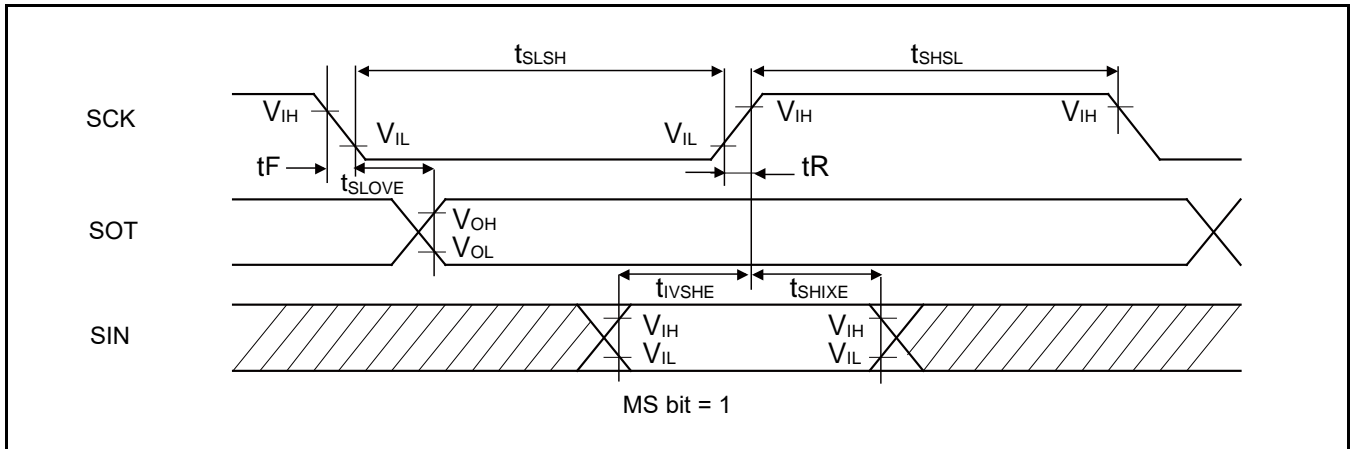 tSLSH
tSHSL
SCK
VIH
VIL
VIL
VIH
VIH
tF
tSLOVE
tR
SOT
VOH
VOL
tIVSHE
tSHIXE
SIN
VIH
VIL
VIH
VIL
MS bit = 1